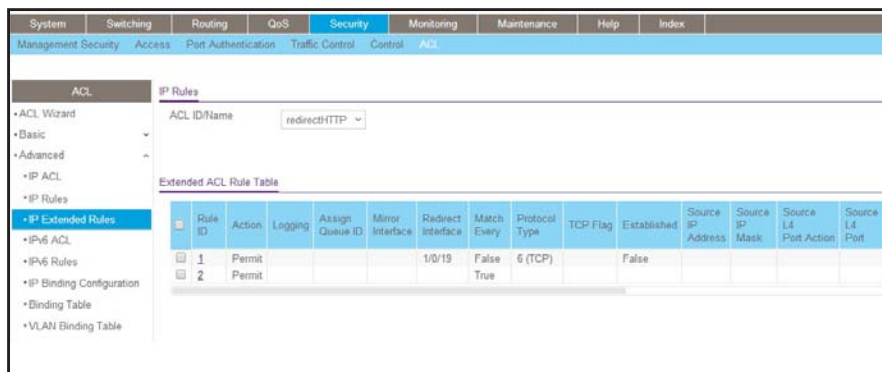 System Switching Routing QoS Security Monitoring Maintenance Help Index
Management Security Access Port Authentication Traffic Control Control ACL
ACL
• ACL Wizard
• Basic
• Advanced
• IP ACL
• IP Rules
• IP Extended Rules
• IPv6 ACL
• IPv6 Rules
• IP Binding Configuration
• Binding Table
• VLAN Binding Table
IP Rules
ACL ID/Name redirectHTTP
Extended ACL Rule Table
Rule ID Action Logging Assign Queue ID Mirror Interface Redirect Interface Match Every Protocol Type TCP Flag Established Source IP Address Source IP Mask Source L4 Port Action Source L4 Port
1 Permit 1/0/19 False 6 (TCP) False
2 Permit True